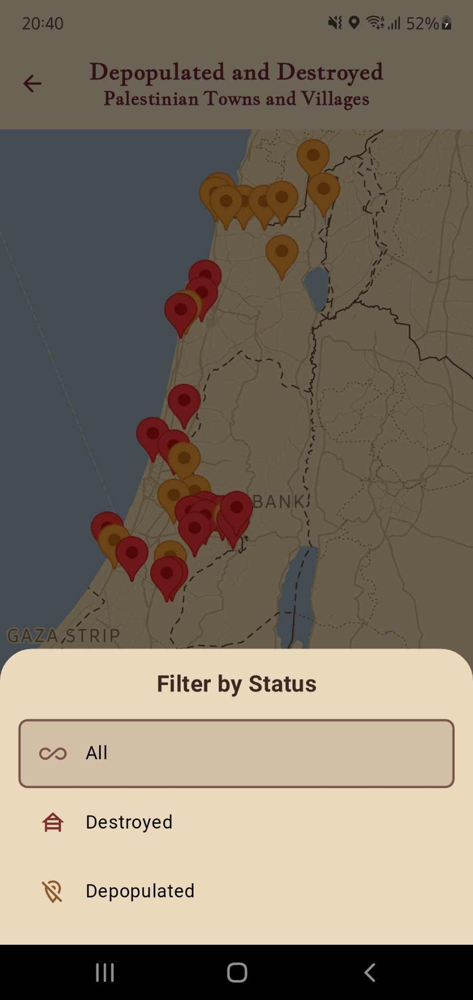 20:40
6
52%
Depopulated and Destroyed
Palestinian Towns and Villages
BANK
GAZA STRIP
Filter by Status
All
Destroyed
Depopulated